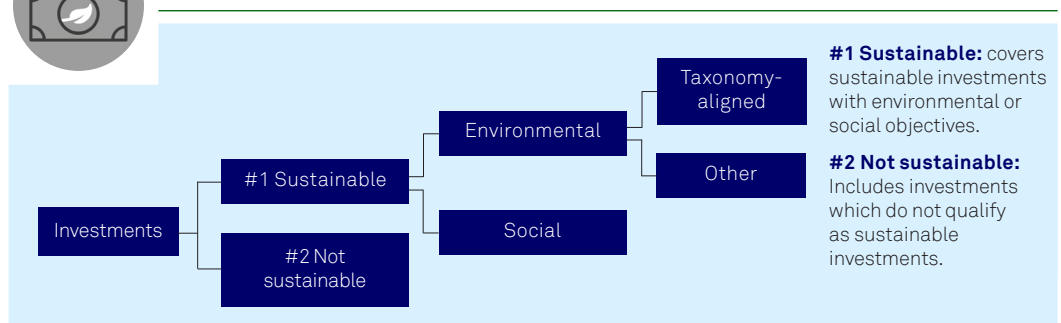 Investments
#1 Sustainable
#2 Not
sustainable
Environmental
Social
Taxonomy-
aligned
Other
#1 Sustainable: covers
sustainable investments
with environmental or
social objectives.
#2 Not sustainable:
Includes investments
which do not qualify
as sustainable
investments.